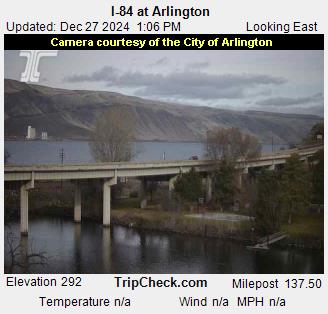 I-84 at Arlington
Updated: Dec 27 2024 1:06 PM Looking East
Camera courtesy of the City of Arlington
Elevation 292 TripCheck.com Milepost 137.50
Temperature n/a Wind n/a MPH n/a